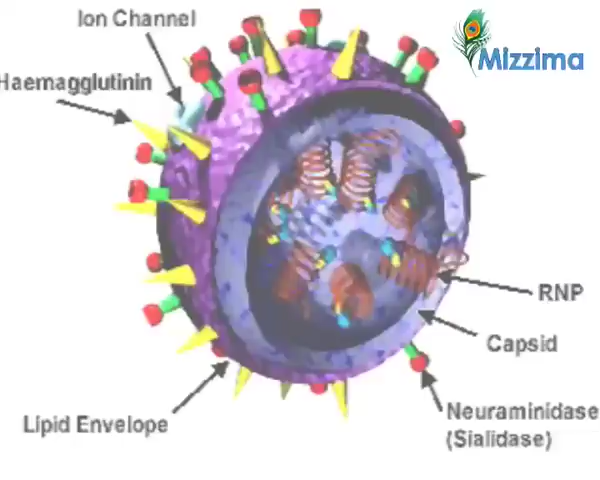 Ion Channel
Mizzima
Haemagglutinin
RNP
Capsid
Lipid Envelope
Neuraminidase
(Sialidase)